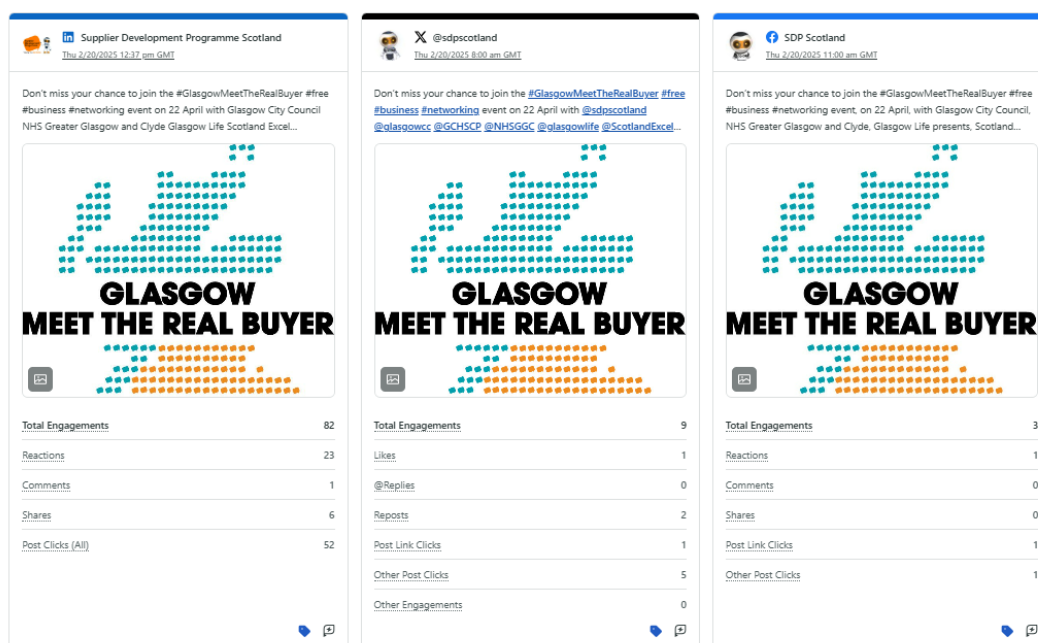 Supplier Development Programme Scotland
Thu 2/20/2025 12:37 pm GMT
Don't miss your chance to join the #GlasgowMeetTheRealBuyer #free
#business #networking event on 22 April with Glasgow City Council
NHS Greater Glasgow and Clyde Glasgow Life Scotland Excel...
GLASGOW
MEET THE REAL BUYER
Total Engagements 82
Reactions 23
Comments 1
Shares 6
Post Clicks (All) 52
@sdpscotland
Thu 2/20/2025 8:00 am GMT
Don't miss your chance to join the #GlasgowMeetTheRealBuyer #free
#business #networking event on 22 April with @sdpscotland
@glasgowcc @GCHSCP @NHSGGC @glasgowlife @ScotlandExcel...
GLASGOW
MEET THE REAL BUYER
Total Engagements 9
Likes 1
@Replies 0
Reposts 2
Post Link Clicks 1
Other Post Clicks 5
Other Engagements 0
SDP Scotland
Thu 2/20/2025 11:00 am GMT
Don't miss your chance to join the #GlasgowMeetTheRealBuyer #free
#business #networking event, on 22 April, with Glasgow City Council,
NHS Greater Glasgow and Clyde, Glasgow Life presents, Scotland...
GLASGOW
MEET THE REAL BUYER
Total Engagements 3
Reactions 1
Comments 0
Shares 0
Post Link Clicks 1
Other Post Clicks 1